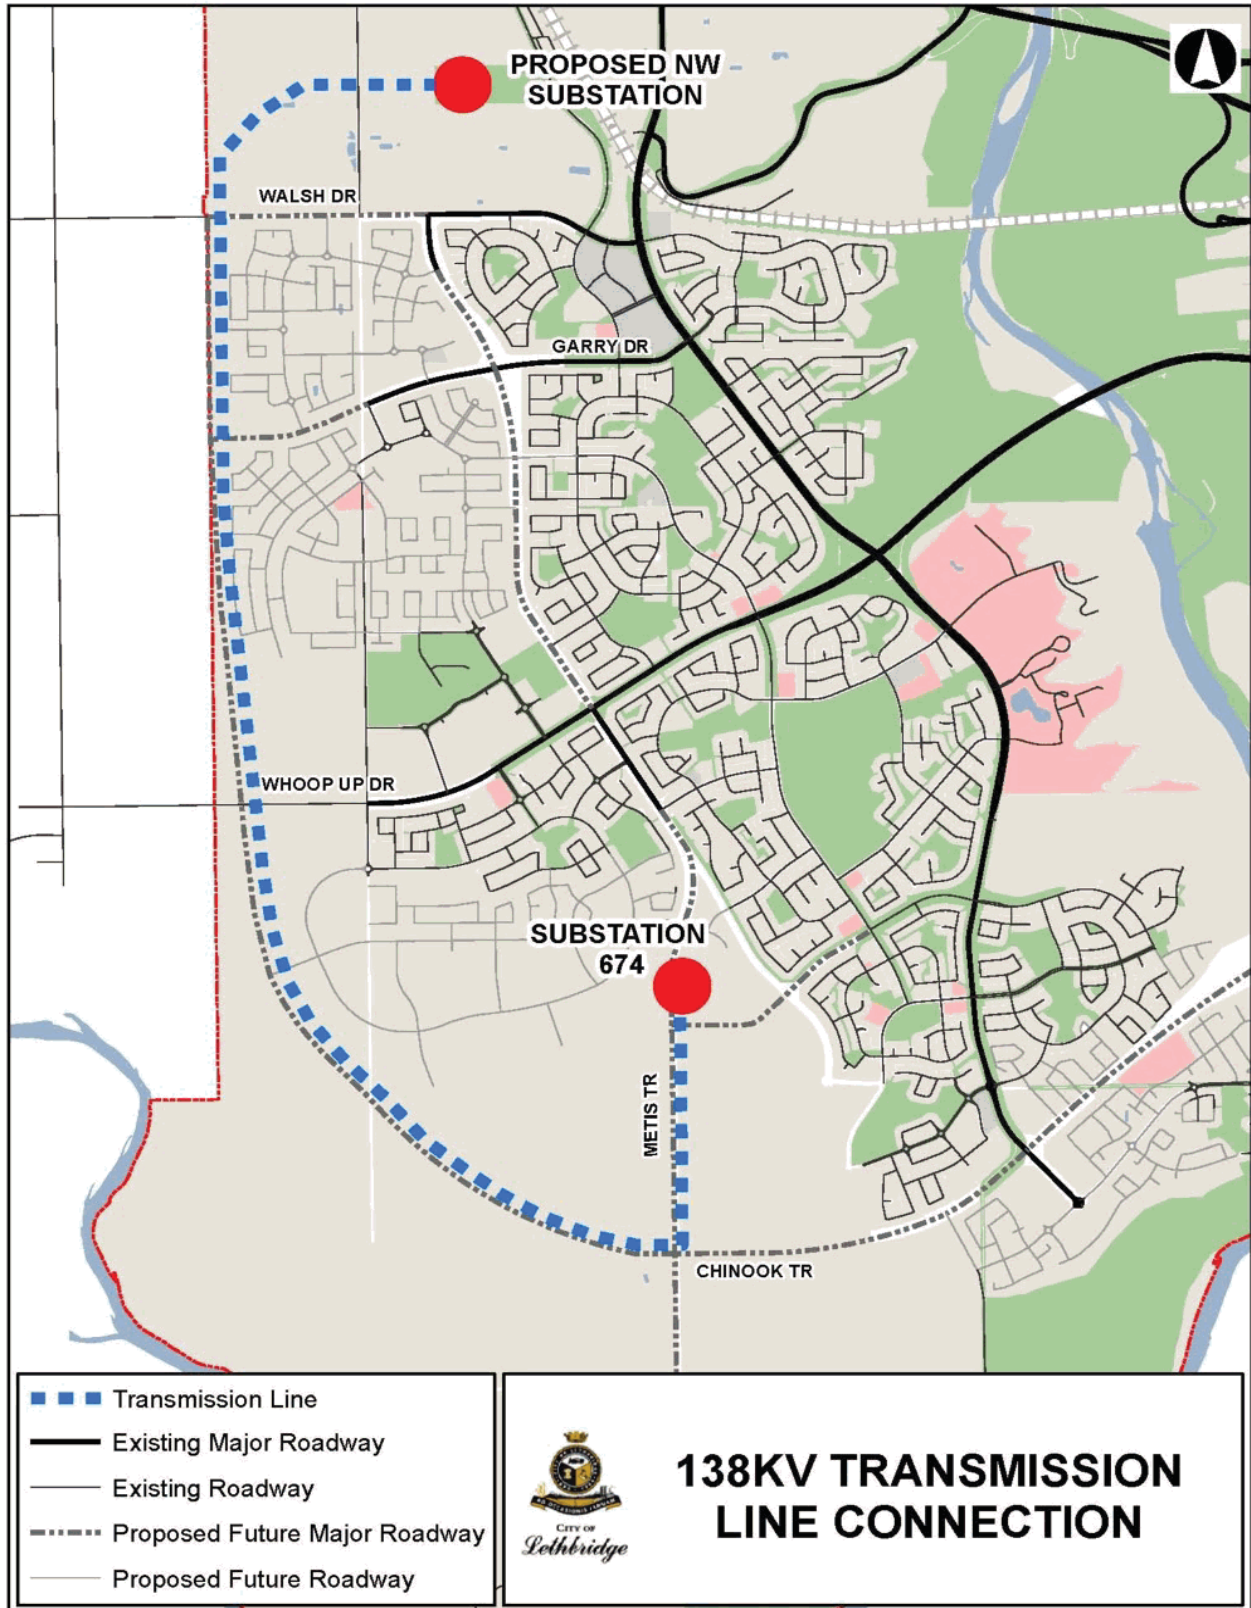 PROPOSED NW
SUBSTATION
WALSH DR
GARRY DR
WHOOP UP DR
SUBSTATION
674
METIS TR
CHINOOK TR
Transmission Line
Existing Major Roadway
Existing Roadway
Proposed Future Major Roadway
Proposed Future Roadway
CITY OF
Lethbridge
138KV TRANSMISSION
LINE CONNECTION